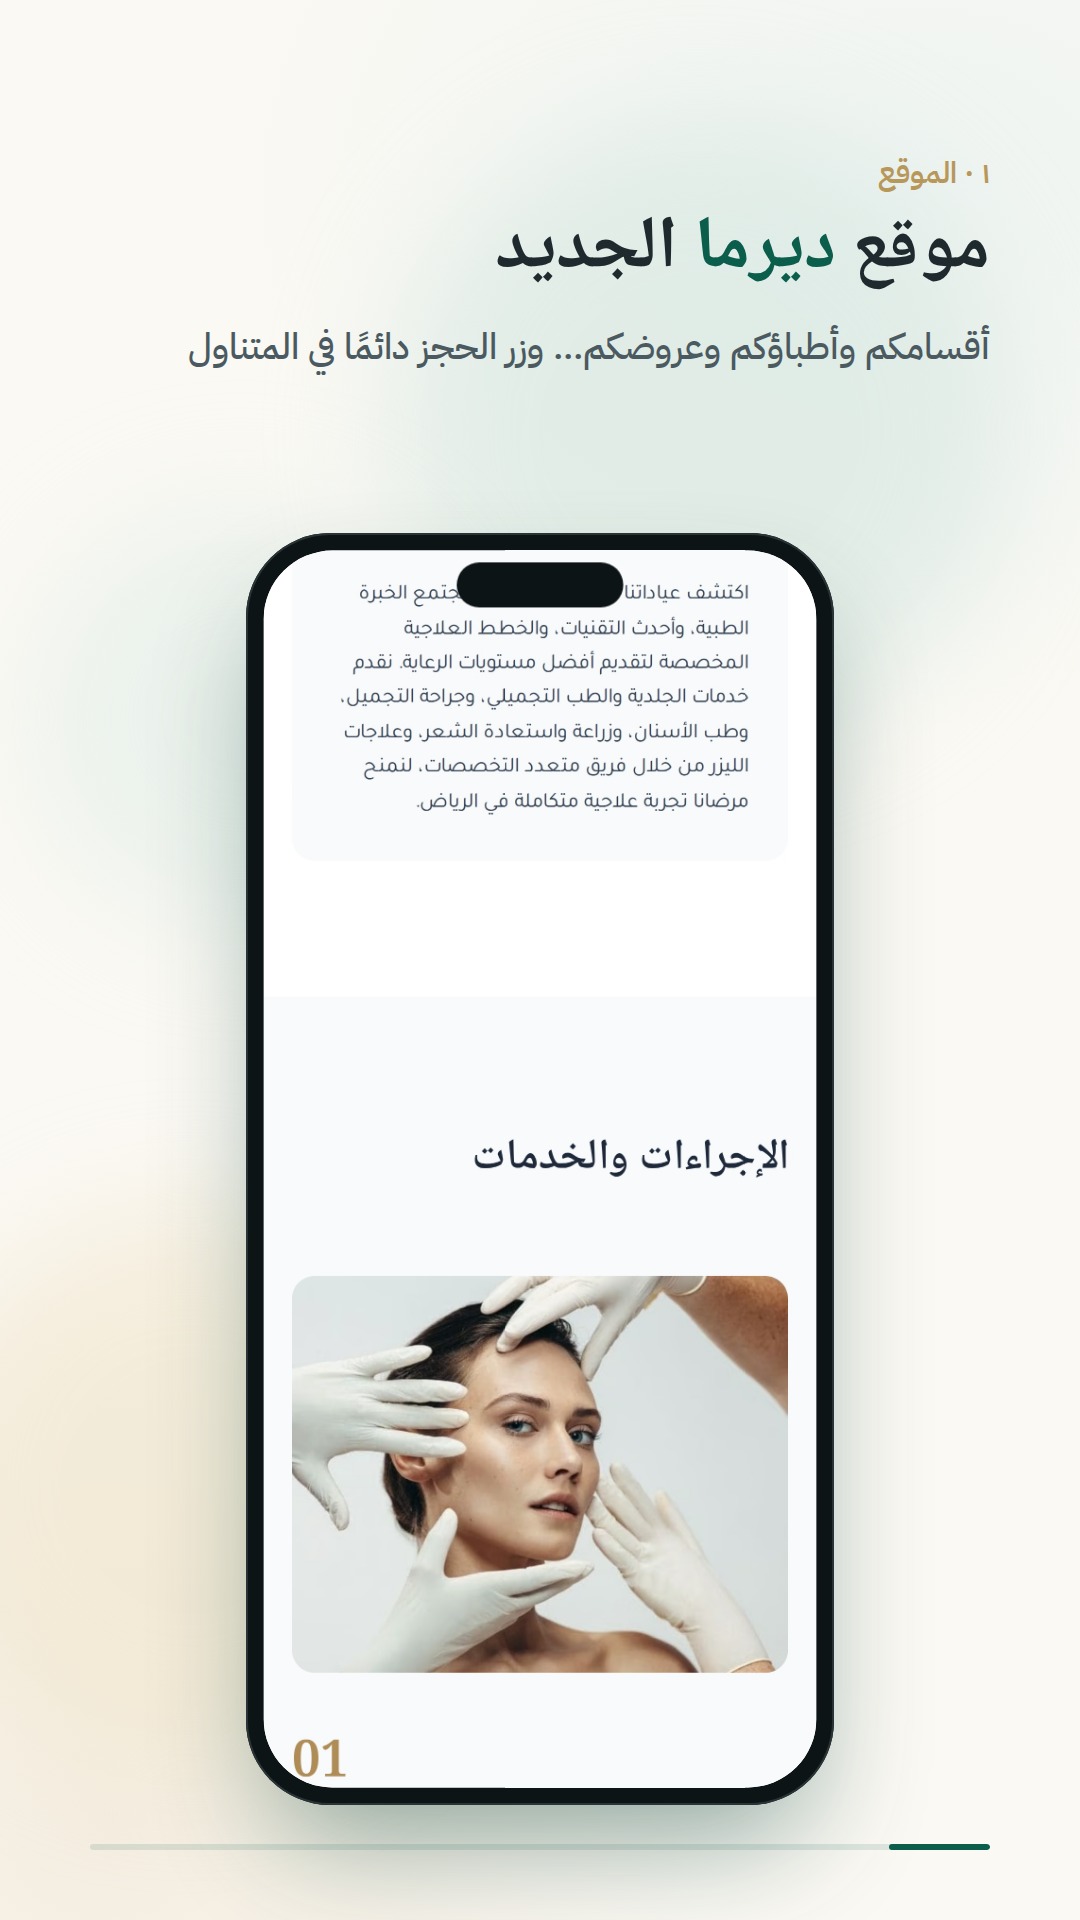 ١ · الموقع
موقع ديرما الجديد
أقسامكم وأطباؤكم وعروضكم... وزر الحجز دائمًا في المتناول
اكتشف عياداتنا الخبرة
الطبية، وأحدث التقنيات، والخطط العلاجية
المخصصة لتقديم أفضل مستويات الرعاية. نقدم
خدمات الجلدية والطب التجميلي، وجراحة التجميل،
وطب الأسنان، وزراعة واستعادة الشعر، وعلاجات
الليزر من خلال فريق متعدد التخصصات، لنمنح
مرضانا تجربة علاجية متكاملة في الرياض.
الإجراءات والخدمات
01